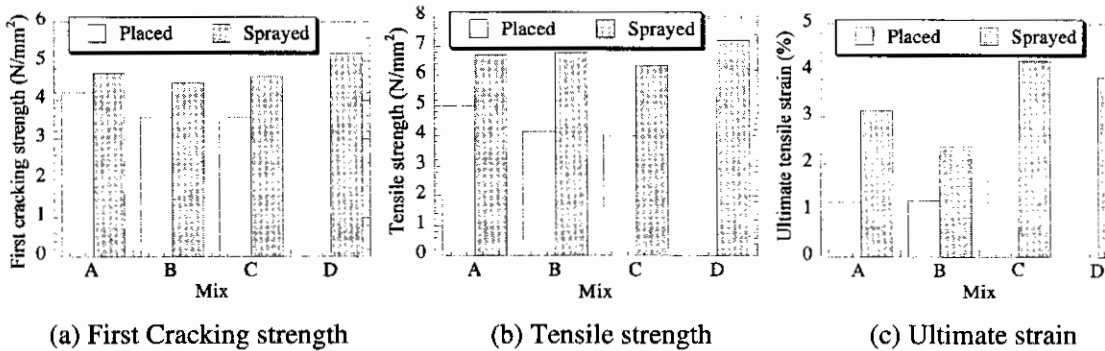 First cracking strength (N/mm²)
6
5
4
3
2
1
0
Placed Sprayed
A B C D
Mix
(a) First Cracking strength
Tensile strength (N/mm²)
8
7
6
5
4
3
2
1
0
Placed Sprayed
A B C D
Mix
(b) Tensile strength
Ultimate tensile strain (%)
5
4
3
2
1
0
Placed Sprayed
A B C D
Mix
(c) Ultimate strain